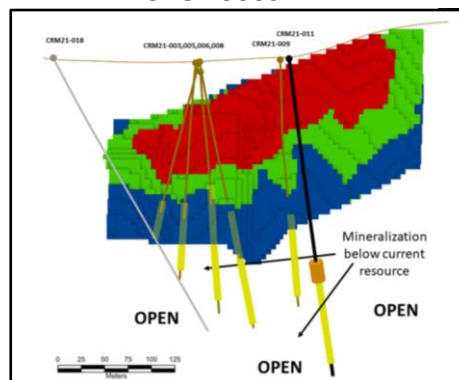 CRM21-011
CRM21-018
CRM21-003,005,006,008
CRM21-009
Mineralization
below current
resource
OPEN
OPEN
OPEN
0 25 50 75 100 125
Meters